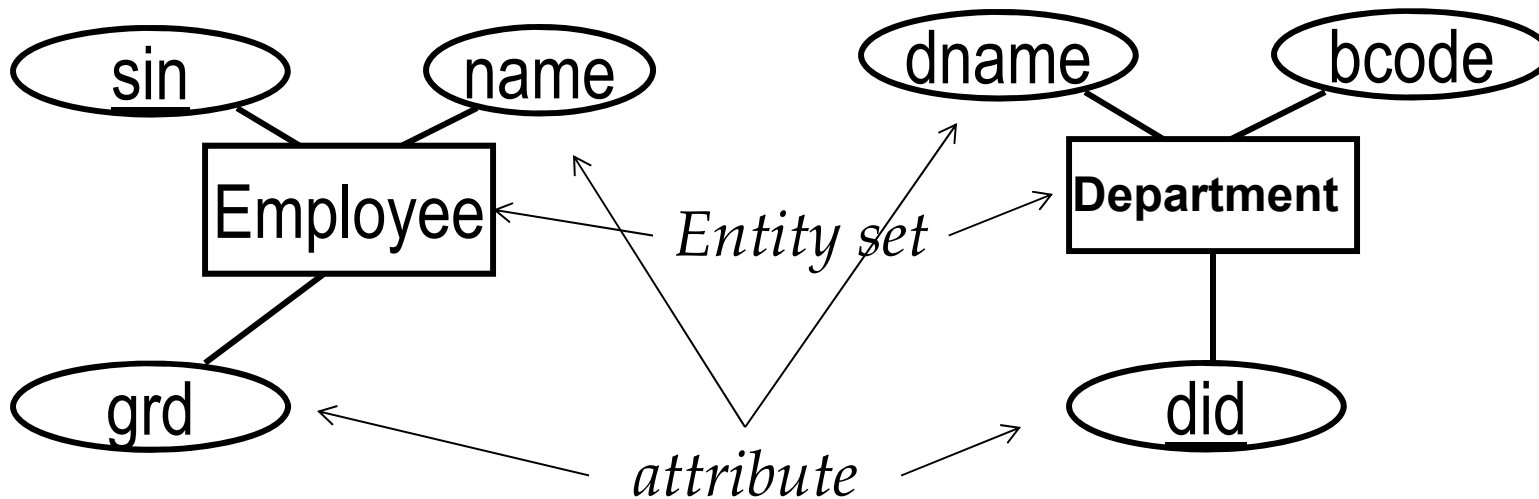 sin name dname bcode
Employee Department
Entity set
grd did
attribute